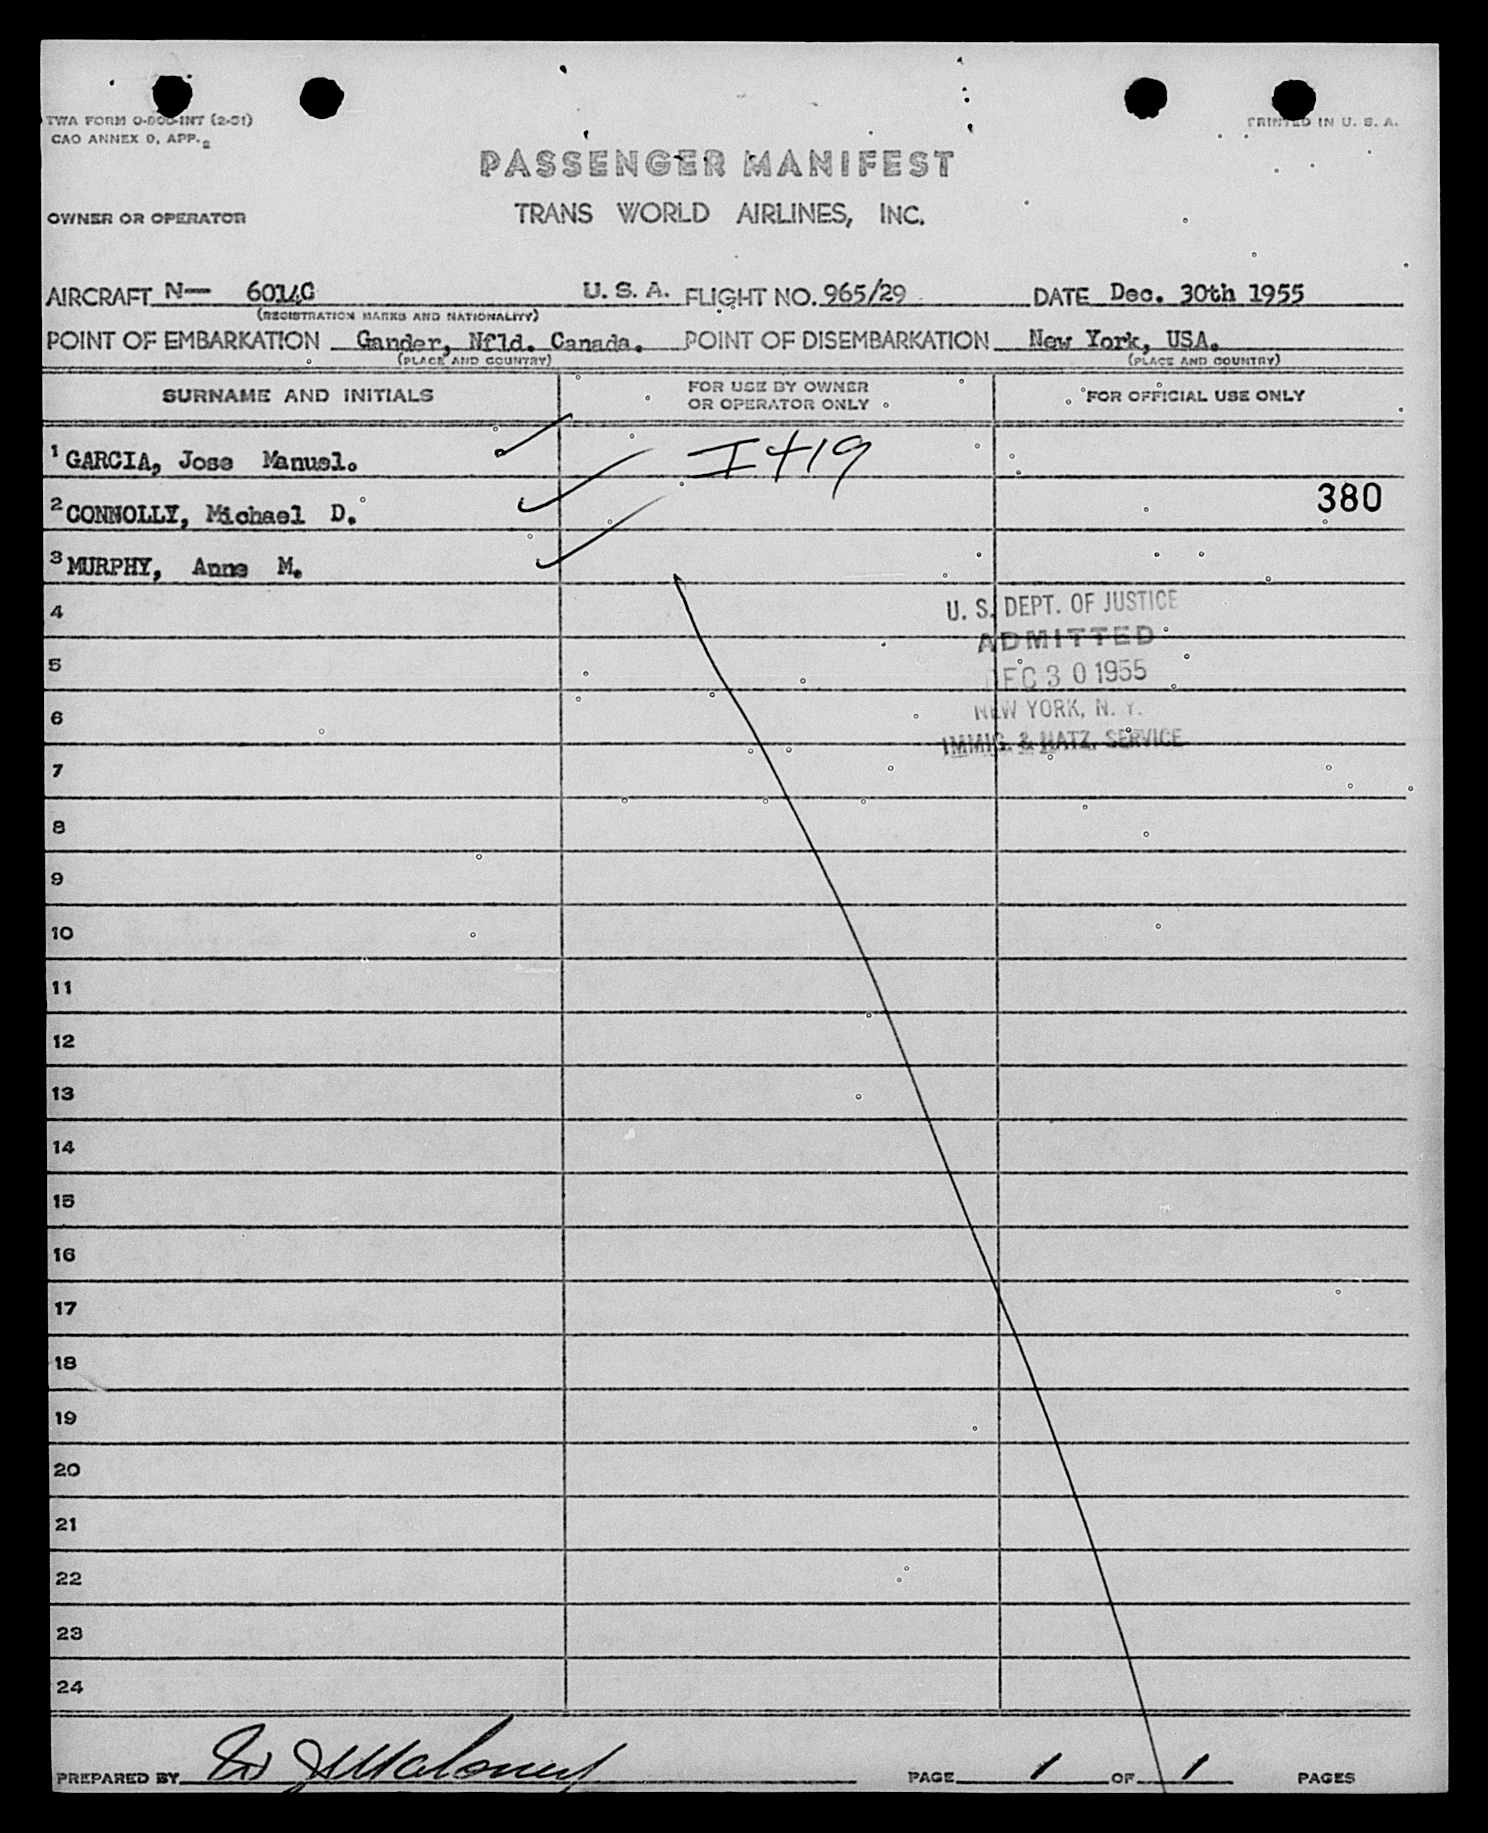 TWA FORM O-800-INT (2-51)
CAO ANNEX 9, APP. 2
PRINTED IN U. S. A.
PASSENGER MANIFEST
OWNER OR OPERATOR TRANS WORLD AIRLINES, INC.
AIRCRAFT N— 6014C U. S. A. FLIGHT NO. 965/29 DATE Dec. 30th 1955
(REGISTRATION MARKS AND NATIONALITY)
POINT OF EMBARKATION Gander, Nfld. Canada. POINT OF DISEMBARKATION New York, USA.
(PLACE AND COUNTRY) (PLACE AND COUNTRY)
SURNAME AND INITIALS FOR USE BY OWNER OR OPERATOR ONLY FOR OFFICIAL USE ONLY
1 GARCIA, Jose Manuel. I 419
380
2 CONNOLLY, Michael D.
3 MURPHY, Anne M.
U. S. DEPT. OF JUSTICE
4
ADMITTED
5
DEC 30 1955
6
NEW YORK, N. Y.
IMMIG. & NATZ. SERVICE
7
8
9
10
11
12
13
14
15
16
17
18
19
20
21
22
23
24
PREPARED BY PAGE 1 OF 1 PAGES